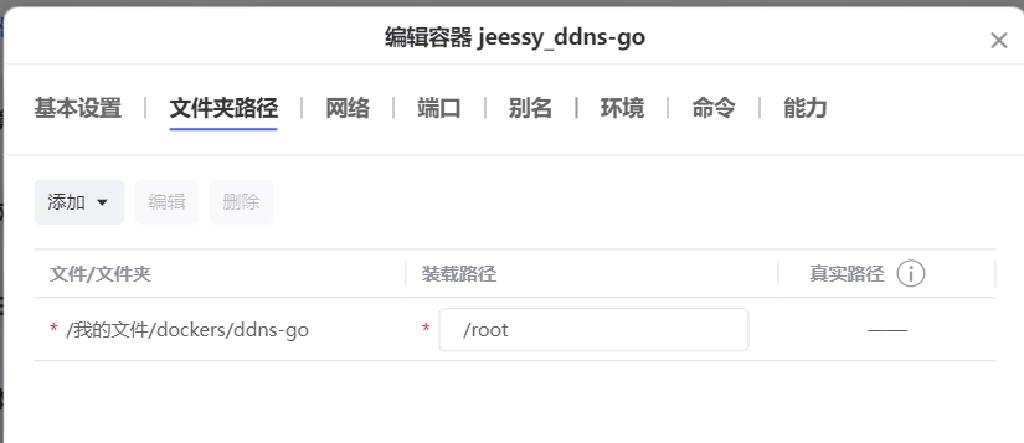 编辑容器 jeessy_ddns-go
基本设置 文件夹路径 网络 端口 别名 环境 命令 能力
添加 编辑 删除
文件/文件夹 装载路径 真实路径
* /我的文件/dockers/ddns-go * /root ——